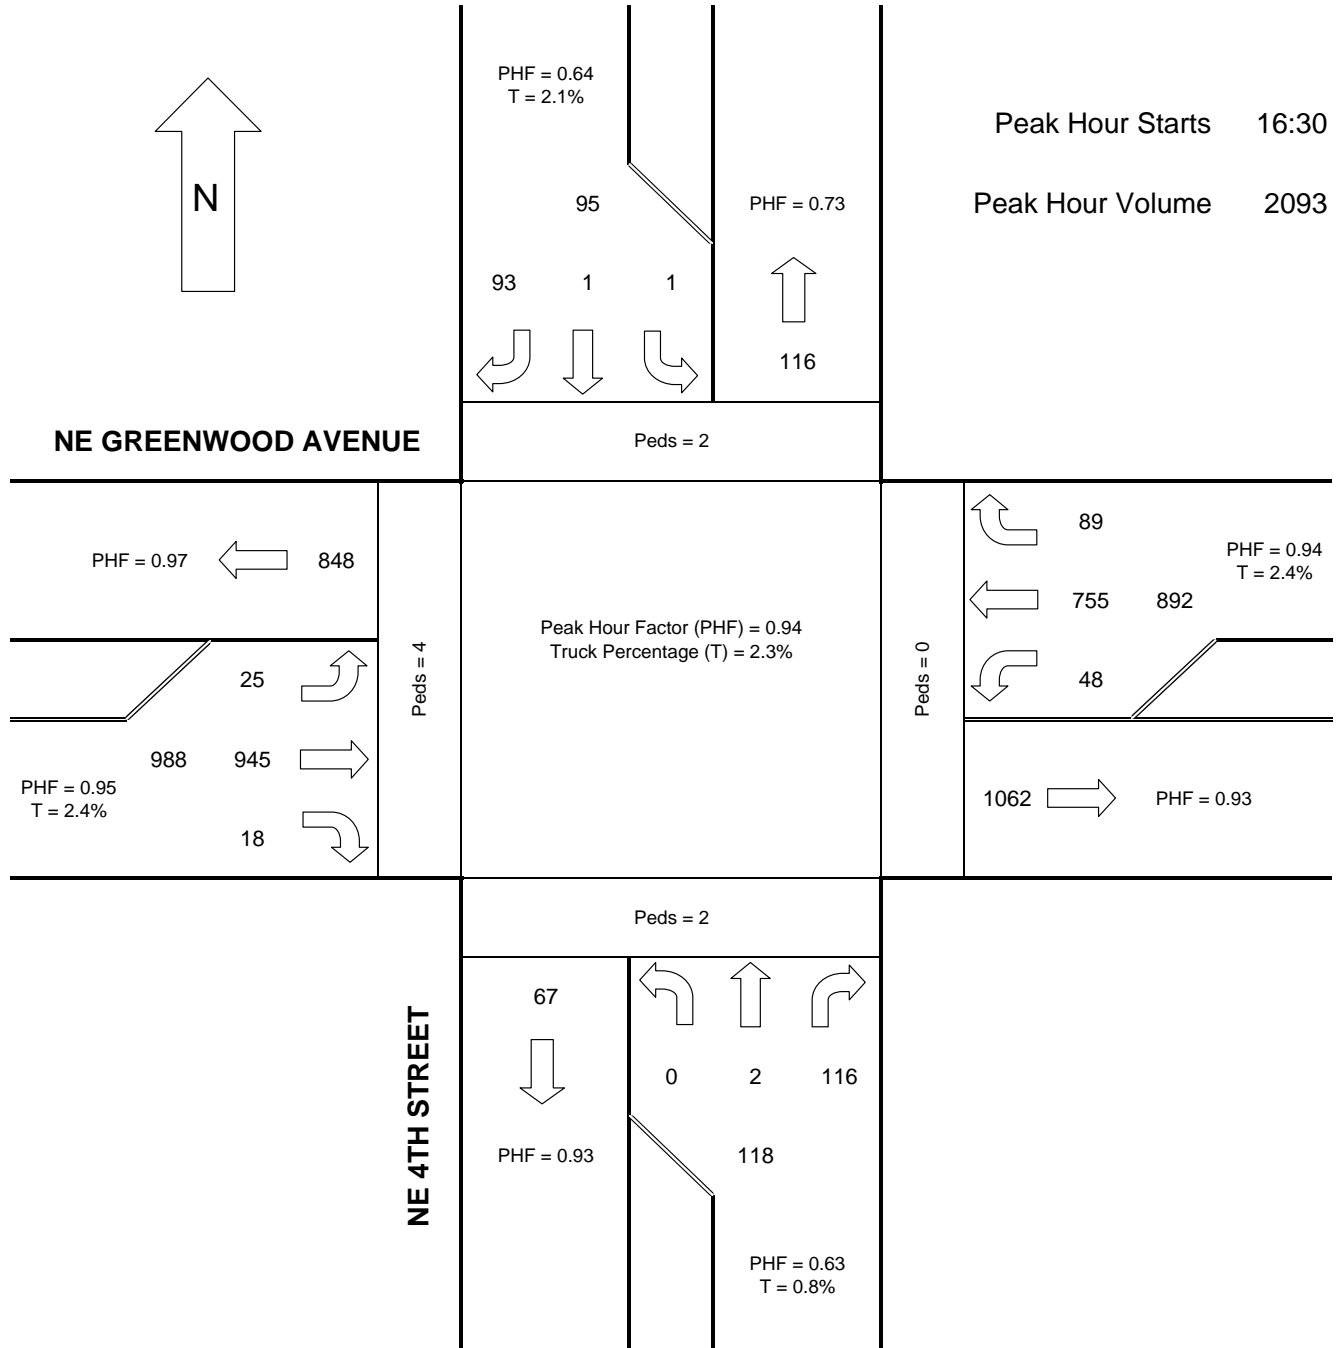 PHF = 0.64
T = 2.1%
Peak Hour Starts 16:30
N
95
PHF = 0.73
Peak Hour Volume 2093
93 1 1
116
NE GREENWOOD AVENUE
Peds = 2
89
PHF = 0.97
848
PHF = 0.94
T = 2.4%
755 892
Peak Hour Factor (PHF) = 0.94
Truck Percentage (T) = 2.3%
Peds = 4
Peds = 0
25
48
988 945
PHF = 0.95
T = 2.4%
1062
PHF = 0.93
18
Peds = 2
67
0 2 116
NE 4TH STREET
PHF = 0.93
118
PHF = 0.63
T = 0.8%